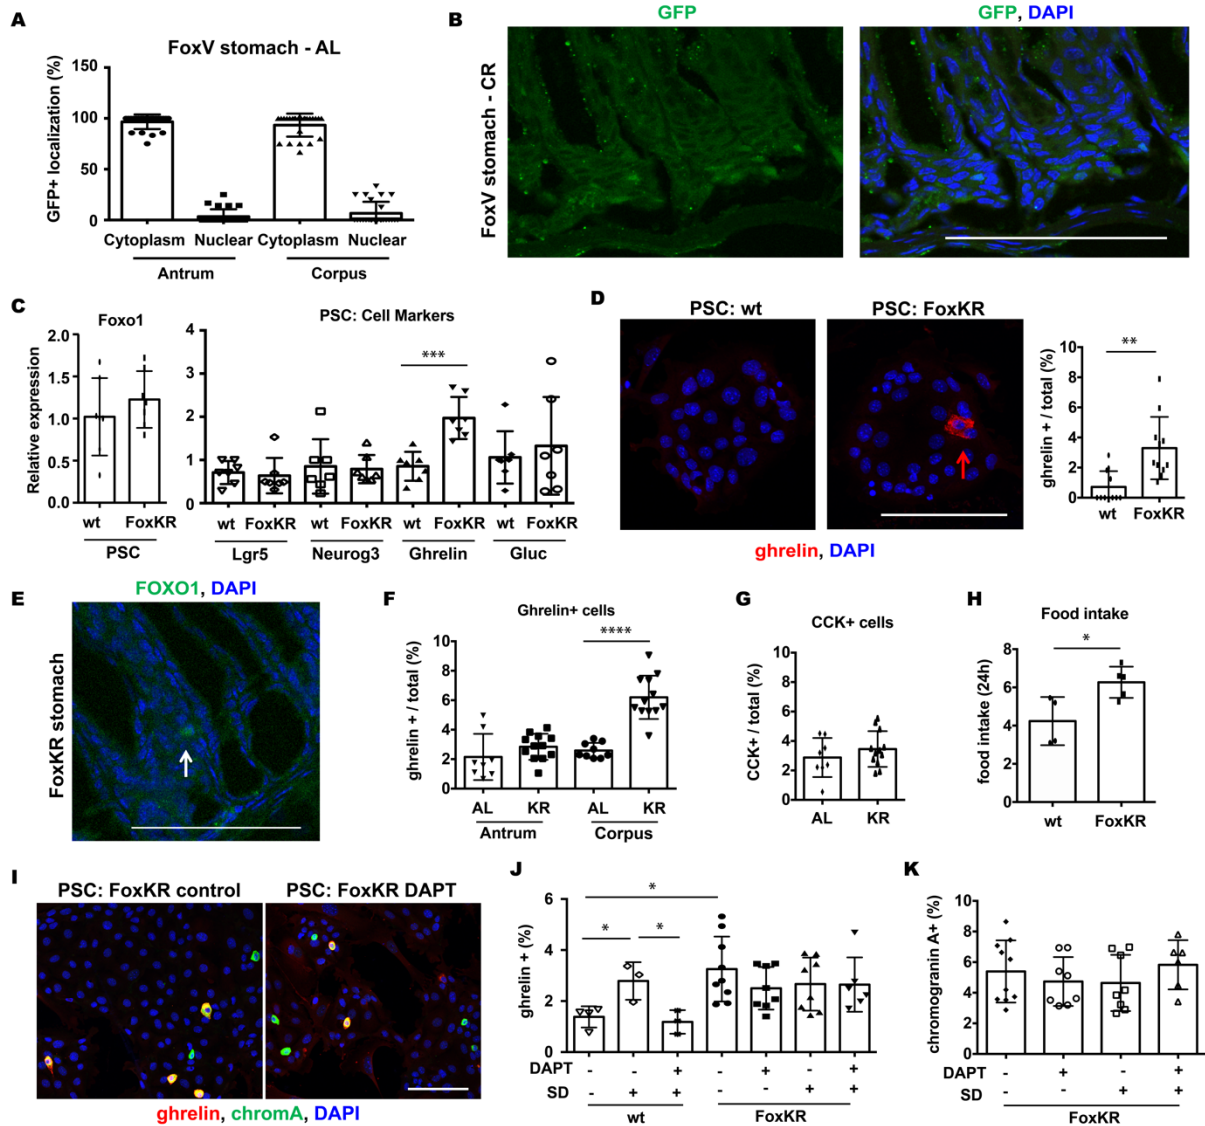 A
FoxV stomach - AL
GFP+ localization (%)
150
100
50
0
Cytoplasm Nuclear Cytoplasm Nuclear
Antrum Corpus
B
GFP
GFP, DAPI
FoxV stomach - CR
C
Foxo1
Relative expression
2.0
1.5
1.0
0.5
0.0
wt FoxKR
PSC
PSC: Cell Markers
4
3
2
1
0
***
wt FoxKR wt FoxKR wt FoxKR wt FoxKR
Lgr5 Neurog3 Ghrelin Gluc
D
PSC: wt
PSC: FoxKR
ghrelin, DAPI
ghrelin + / total (%)
10
8
6
4
2
0
**
wt FoxKR
E
FOXO1, DAPI
FoxKR stomach
F
Ghrelin+ cells
ghrelin + / total (%)
10
8
6
4
2
0
****
AL KR AL KR
Antrum Corpus
G
CCK+ cells
CCK+ / total (%)
10
8
6
4
2
0
AL KR
H
Food intake
food intake (24h)
8
6
4
2
0
*
wt FoxKR
I
PSC: FoxKR control
PSC: FoxKR DAPT
ghrelin, chromA, DAPI
J
ghrelin + (%)
6
4
2
0
*
* *
DAPT - - + - + - +
SD - + + - - + +
wt FoxKR
K
chromogranin A+ (%)
10
8
6
4
2
0
DAPT - + - +
SD - - + +
FoxKR